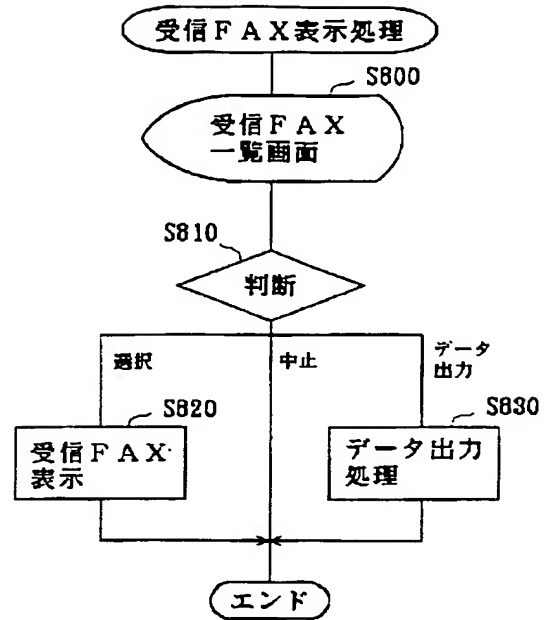 受信ＦＡＸ表示処理
S800
受信ＦＡＸ
一覧画面
S810
判断
選択
中止
データ
出力
S820
受信ＦＡＸ
表示
S830
データ出力
処理
エンド